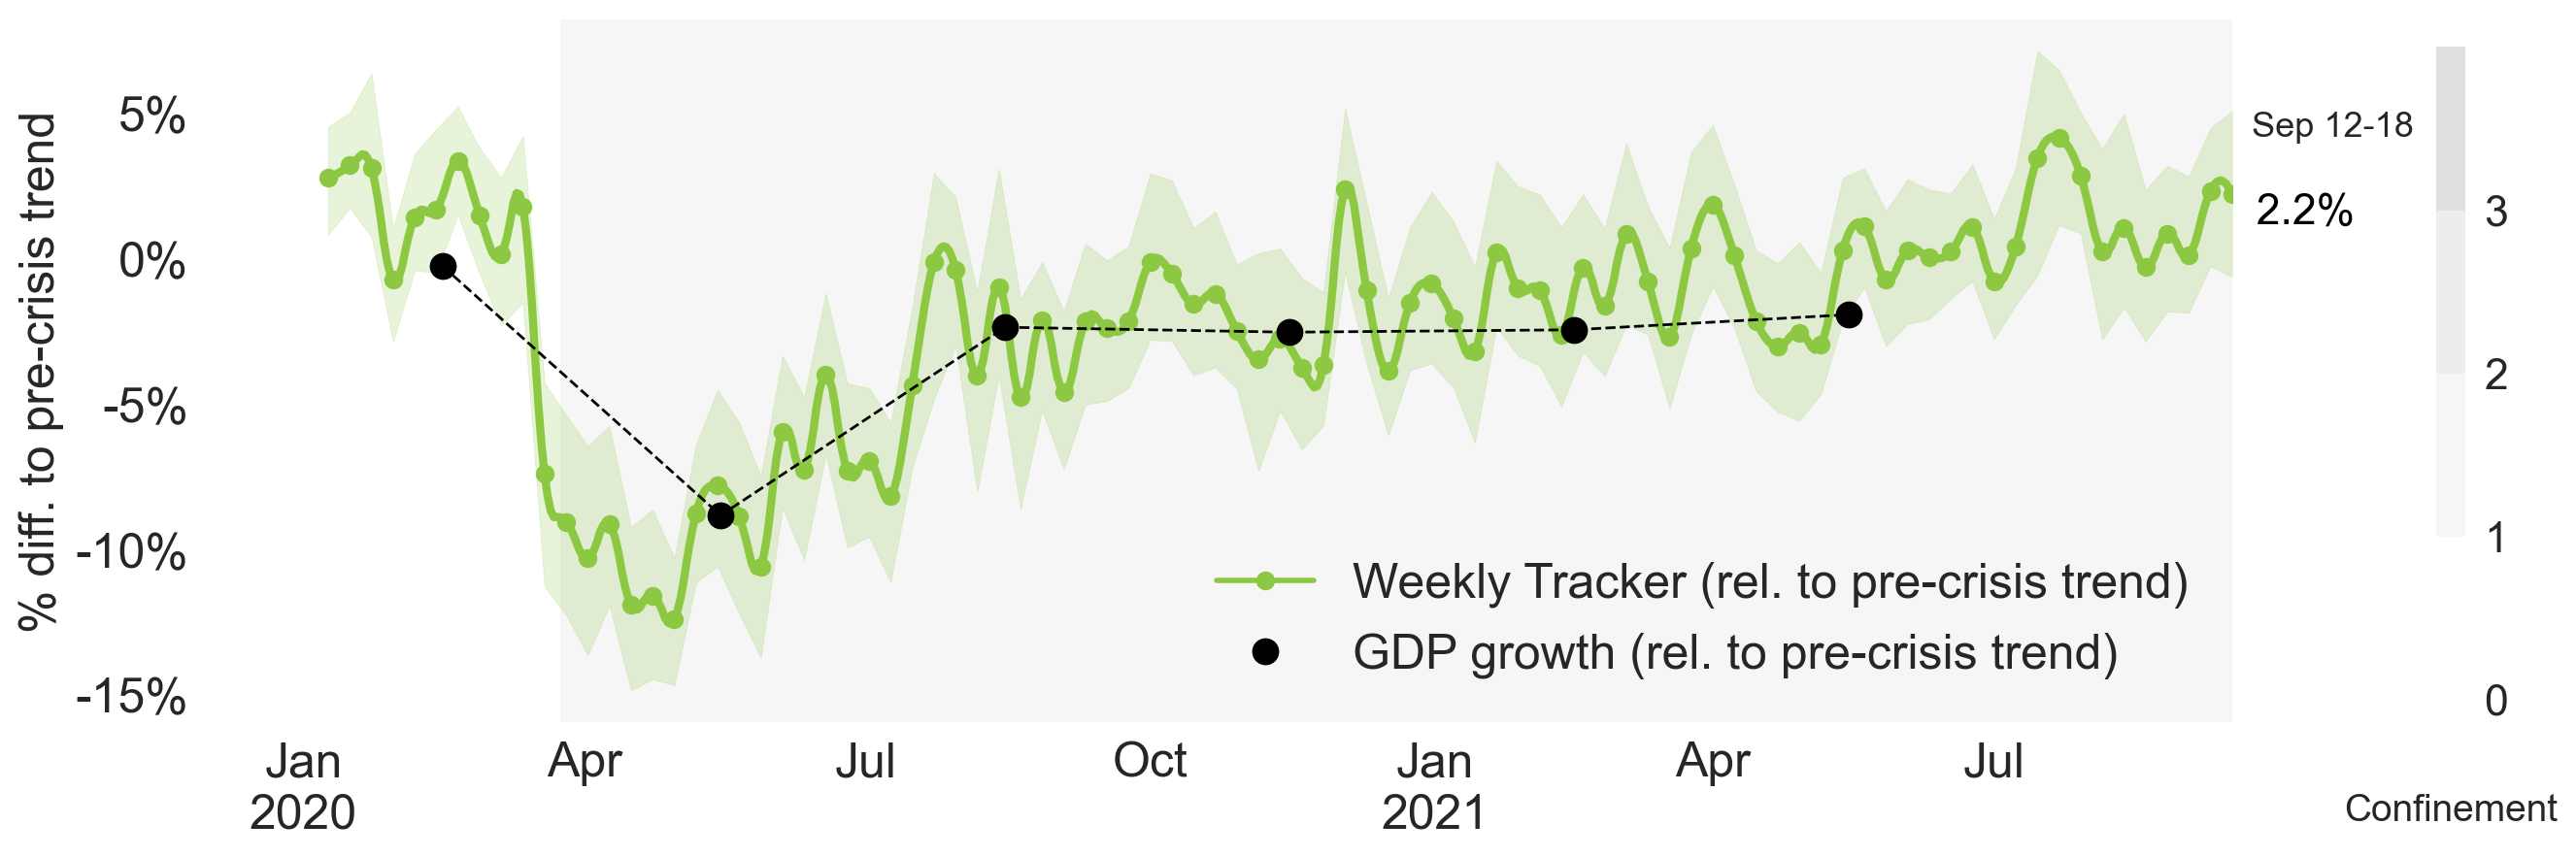 % diff. to pre-crisis trend
5%
0%
-5%
-10%
-15%
Sep 12-18
2.2%
Weekly Tracker (rel. to pre-crisis trend)
GDP growth (rel. to pre-crisis trend)
Jan Apr Jul Oct Jan Apr Jul
2020 2021
3
2
1
0
Confinement